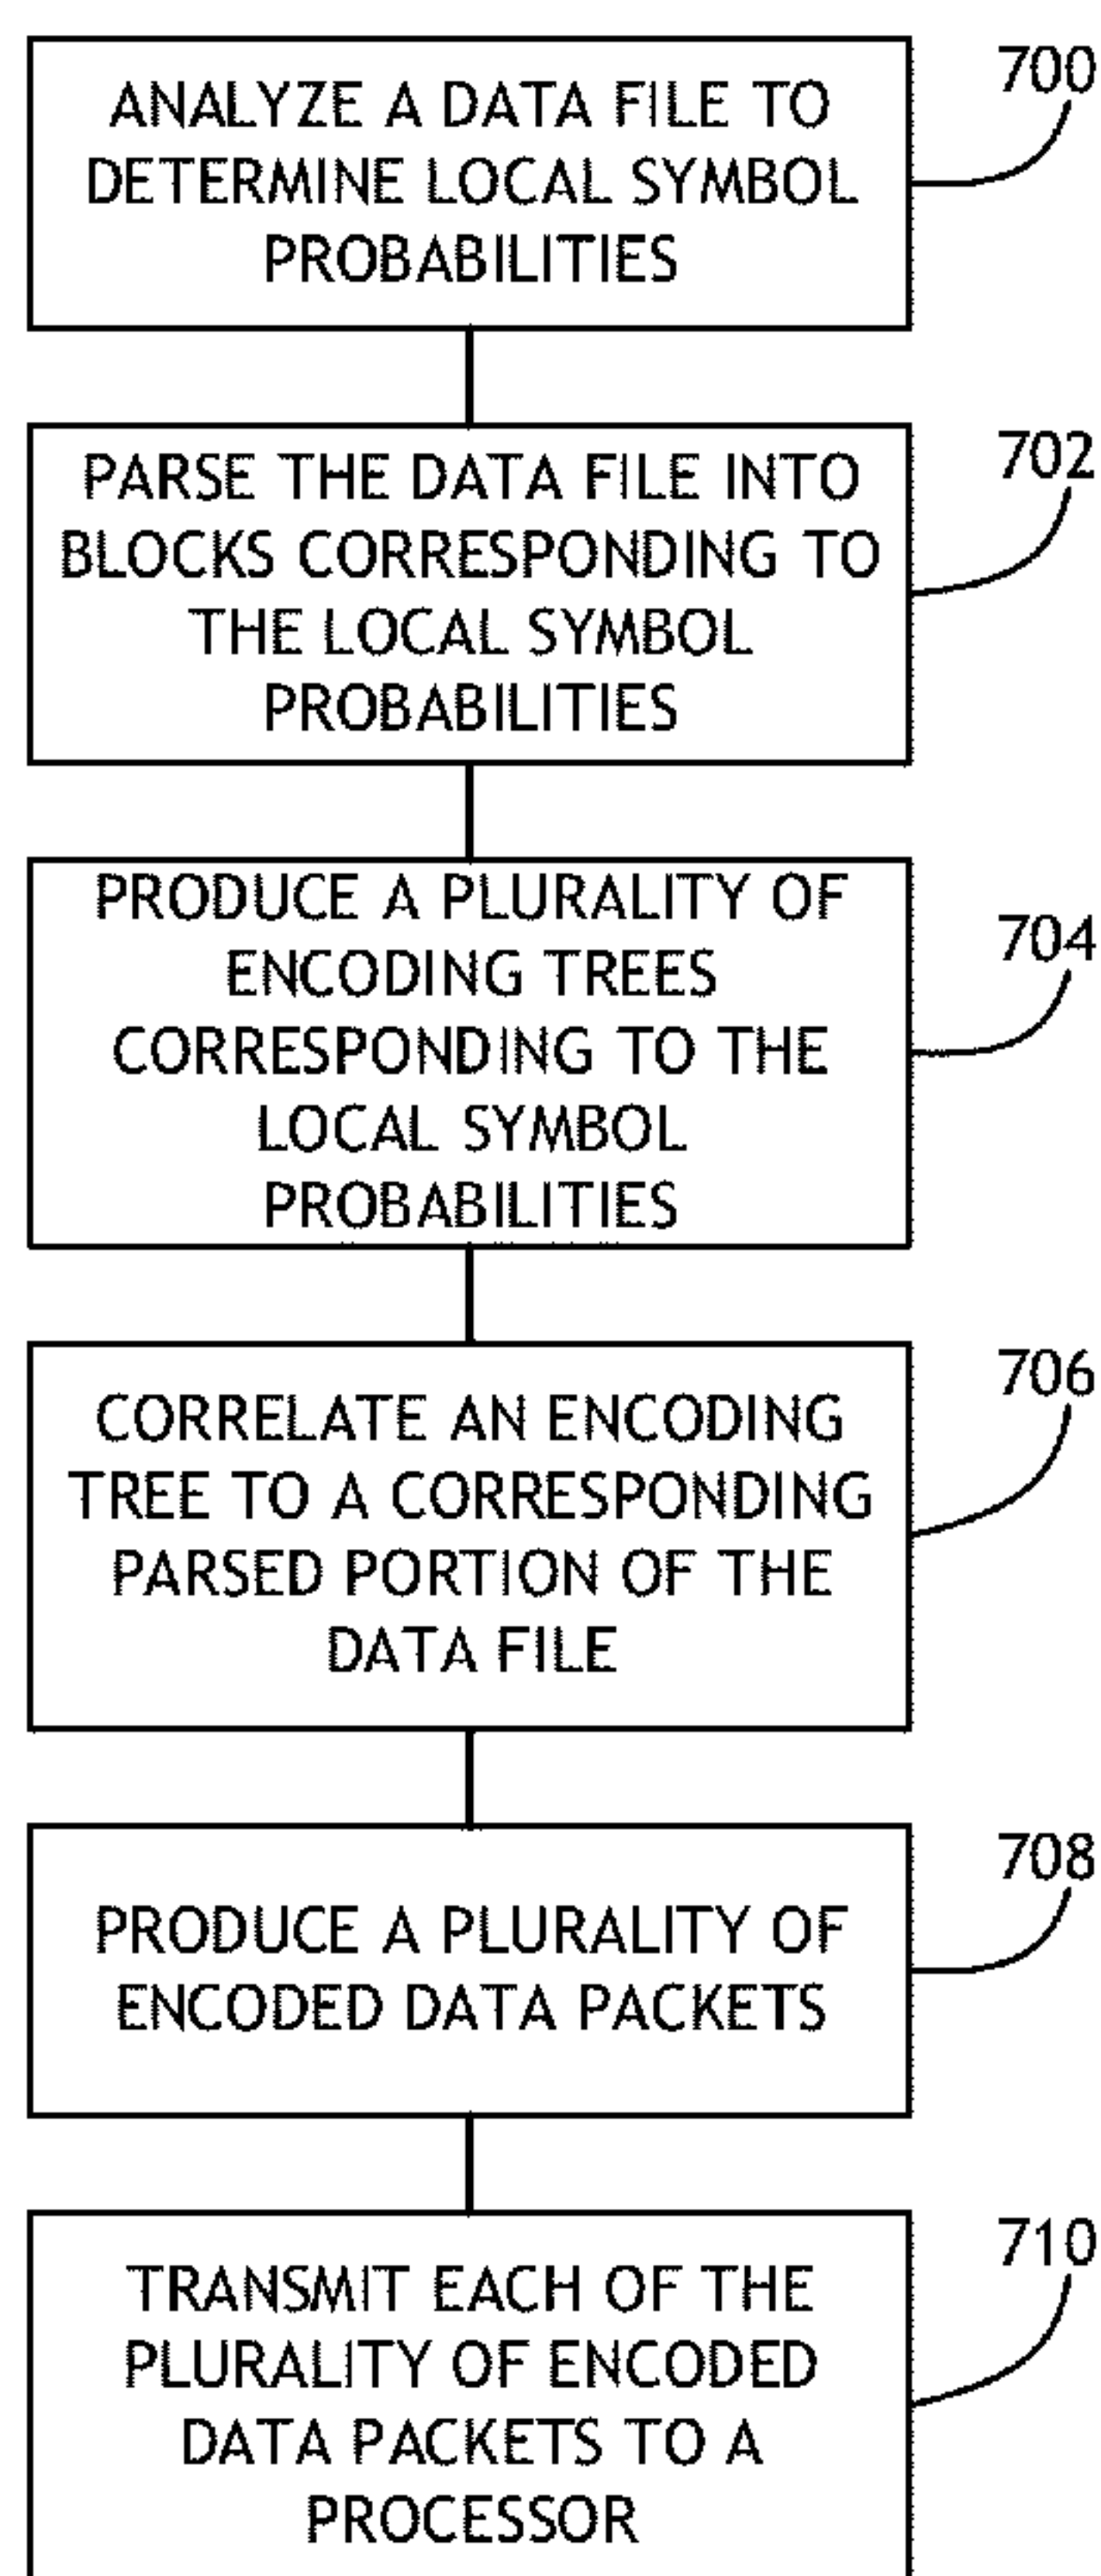 ANALYZE A DATA FILE TO
DETERMINE LOCAL SYMBOL
PROBABILITIES
700
PARSE THE DATA FILE INTO
BLOCKS CORRESPONDING TO
THE LOCAL SYMBOL
PROBABILITIES
702
PRODUCE A PLURALITY OF
ENCODING TREES
CORRESPONDING TO THE
LOCAL SYMBOL
PROBABILITIES
704
CORRELATE AN ENCODING
TREE TO A CORRESPONDING
PARSED PORTION OF THE
DATA FILE
706
PRODUCE A PLURALITY OF
ENCODED DATA PACKETS
708
TRANSMIT EACH OF THE
PLURALITY OF ENCODED
DATA PACKETS TO A
PROCESSOR
710